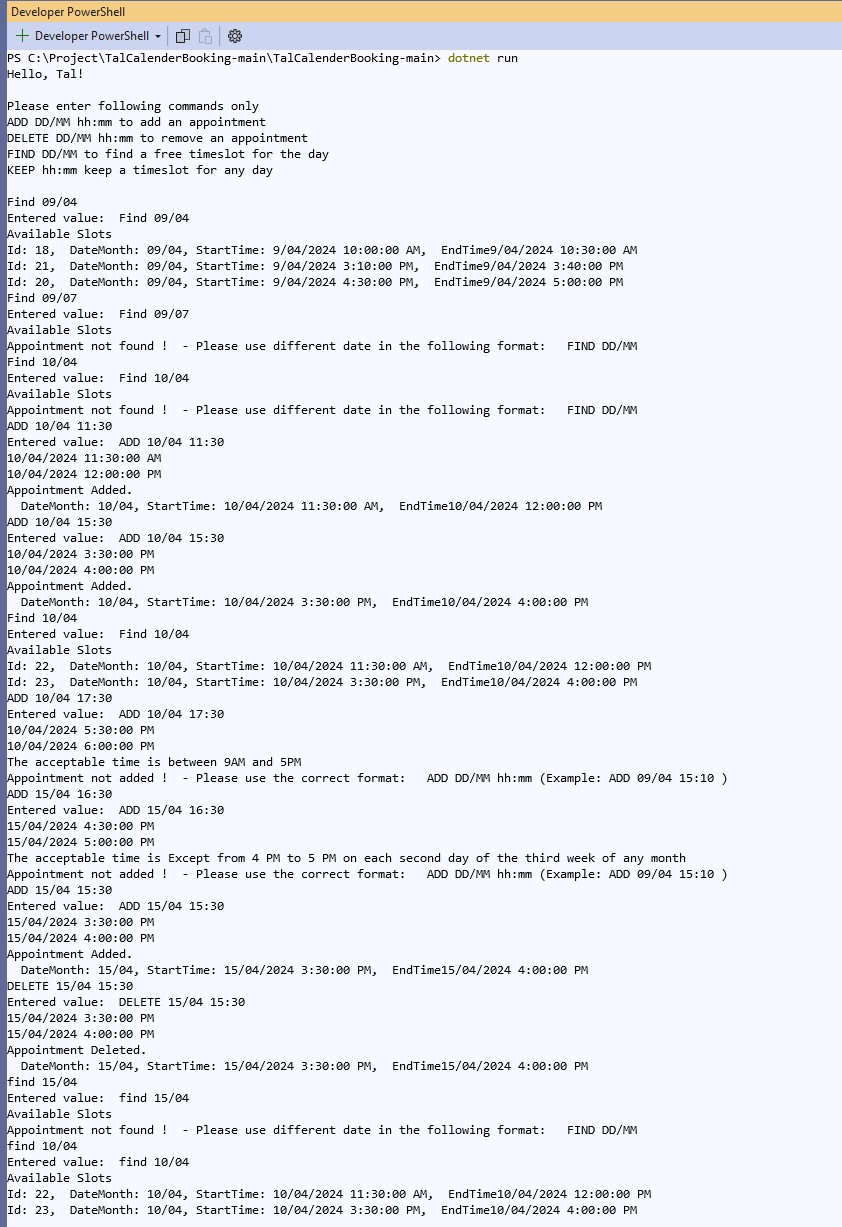 Developer PowerShell
Developer PowerShell
PS C:\Project\TalCalenderBooking-main\TalCalenderBooking-main> dotnet run
Hello, Tal!
Please enter following commands only
ADD DD/MM hh:mm to add an appointment
DELETE DD/MM hh:mm to remove an appointment
FIND DD/MM to find a free timeslot for the day
KEEP hh:mm keep a timeslot for any day
Find 09/04
Entered value:  Find 09/04
Available Slots
Id: 18,  DateMonth: 09/04, StartTime: 9/04/2024 10:00:00 AM,  EndTime9/04/2024 10:30:00 AM
Id: 21,  DateMonth: 09/04, StartTime: 9/04/2024 3:10:00 PM,  EndTime9/04/2024 3:40:00 PM
Id: 20,  DateMonth: 09/04, StartTime: 9/04/2024 4:30:00 PM,  EndTime9/04/2024 5:00:00 PM
Find 09/07
Entered value:  Find 09/07
Available Slots
Appointment not found !  - Please use different date in the following format:   FIND DD/MM
Find 10/04
Entered value:  Find 10/04
Available Slots
Appointment not found !  - Please use different date in the following format:   FIND DD/MM
ADD 10/04 11:30
Entered value:  ADD 10/04 11:30
10/04/2024 11:30:00 AM
10/04/2024 12:00:00 PM
Appointment Added.
  DateMonth: 10/04, StartTime: 10/04/2024 11:30:00 AM,  EndTime10/04/2024 12:00:00 PM
ADD 10/04 15:30
Entered value:  ADD 10/04 15:30
10/04/2024 3:30:00 PM
10/04/2024 4:00:00 PM
Appointment Added.
  DateMonth: 10/04, StartTime: 10/04/2024 3:30:00 PM,  EndTime10/04/2024 4:00:00 PM
Find 10/04
Entered value:  Find 10/04
Available Slots
Id: 22,  DateMonth: 10/04, StartTime: 10/04/2024 11:30:00 AM,  EndTime10/04/2024 12:00:00 PM
Id: 23,  DateMonth: 10/04, StartTime: 10/04/2024 3:30:00 PM,  EndTime10/04/2024 4:00:00 PM
ADD 10/04 17:30
Entered value:  ADD 10/04 17:30
10/04/2024 5:30:00 PM
10/04/2024 6:00:00 PM
The acceptable time is between 9AM and 5PM
Appointment not added !  - Please use the correct format:   ADD DD/MM hh:mm (Example: ADD 09/04 15:10 )
ADD 15/04 16:30
Entered value:  ADD 15/04 16:30
15/04/2024 4:30:00 PM
15/04/2024 5:00:00 PM
The acceptable time is Except from 4 PM to 5 PM on each second day of the third week of any month
Appointment not added !  - Please use the correct format:   ADD DD/MM hh:mm (Example: ADD 09/04 15:10 )
ADD 15/04 15:30
Entered value:  ADD 15/04 15:30
15/04/2024 3:30:00 PM
15/04/2024 4:00:00 PM
Appointment Added.
  DateMonth: 15/04, StartTime: 15/04/2024 3:30:00 PM,  EndTime15/04/2024 4:00:00 PM
DELETE 15/04 15:30
Entered value:  DELETE 15/04 15:30
15/04/2024 3:30:00 PM
15/04/2024 4:00:00 PM
Appointment Deleted.
  DateMonth: 15/04, StartTime: 15/04/2024 3:30:00 PM,  EndTime15/04/2024 4:00:00 PM
find 15/04
Entered value:  find 15/04
Available Slots
Appointment not found !  - Please use different date in the following format:   FIND DD/MM
find 10/04
Entered value:  find 10/04
Available Slots
Id: 22,  DateMonth: 10/04, StartTime: 10/04/2024 11:30:00 AM,  EndTime10/04/2024 12:00:00 PM
Id: 23,  DateMonth: 10/04, StartTime: 10/04/2024 3:30:00 PM,  EndTime10/04/2024 4:00:00 PM